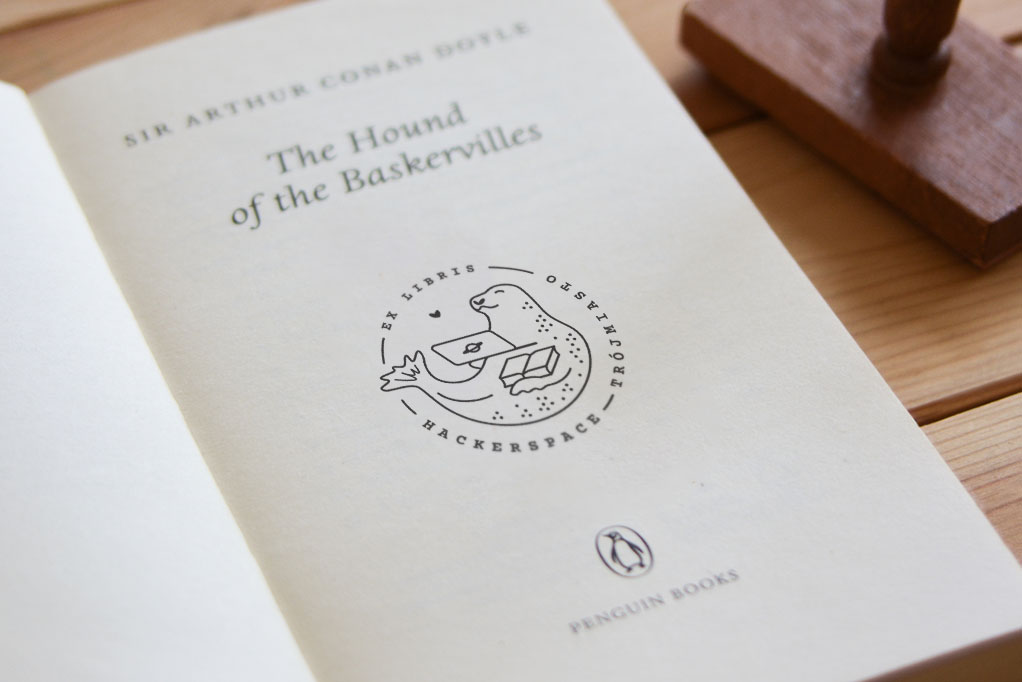 SIR ARTHUR CONAN DOYLE
The Hound
of the Baskervilles
EX LIBRIS
HACKERSPACE
TRÓJMIASTO
PENGUIN BOOKS